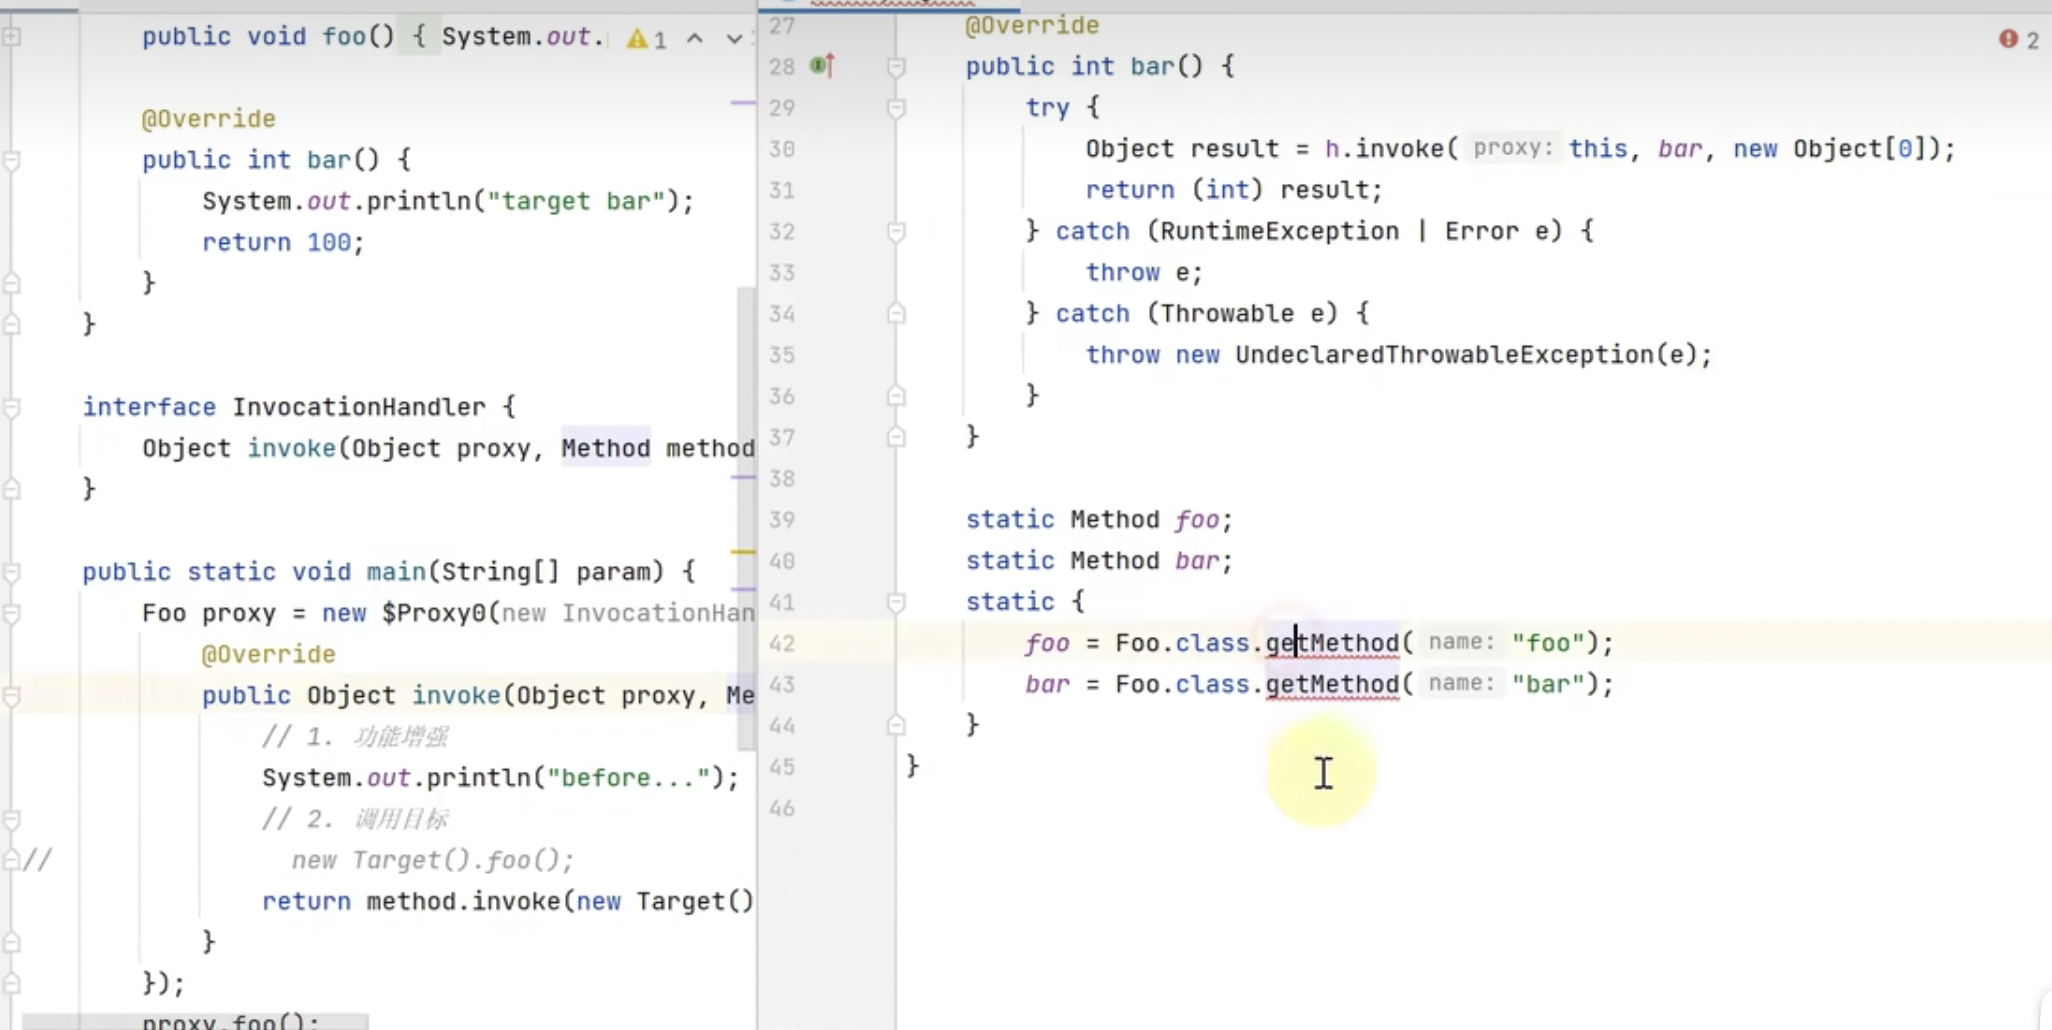 public void foo() { System.out. 1
@Override
public int bar() {
System.out.println("target bar");
return 100;
}
}
interface InvocationHandler {
Object invoke(Object proxy, Method method
}
public static void main(String[] param) {
Foo proxy = new $Proxy0(new InvocationHan
@Override
public Object invoke(Object proxy, Me
// 1. 功能增强
System.out.println("before...");
// 2. 调用目标
// new Target().foo();
return method.invoke(new Target()
}
});
proxy.foo();
27 @Override 2
28 public int bar() {
29 try {
30 Object result = h.invoke( proxy: this, bar, new Object[0]);
31 return (int) result;
32 } catch (RuntimeException | Error e) {
33 throw e;
34 } catch (Throwable e) {
35 throw new UndeclaredThrowableException(e);
36 }
37 }
38
39 static Method foo;
40 static Method bar;
41 static {
42 foo = Foo.class.getMethod( name: "foo");
43 bar = Foo.class.getMethod( name: "bar");
44 }
45 }
46